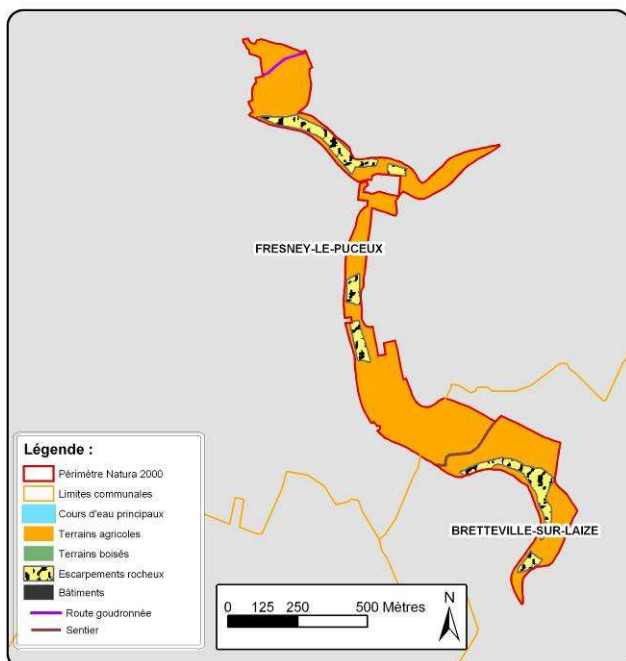 FRESNEY-LE-PUCEUX
BRETTEVILLE-SUR-LAIZE
Légende :
Périmètre Natura 2000
Limites communales
Cours d'eau principaux
Terrains agricoles
Terrains boisés
Escarpements rocheux
Bâtiments
Route goudronnée
Sentier
0 125 250 500 Mètres
N